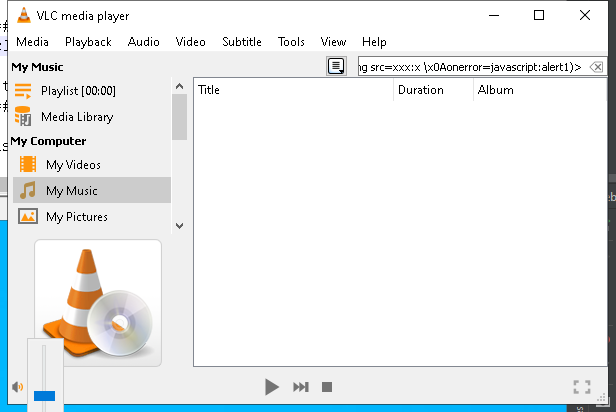 VLC media player
Media Playback Audio Video Subtitle Tools View Help
My Music
ng src=xxx:x \x0Aonerror=javascript:alert1)>
Playlist [00:00]
Title Duration Album
Media Library
My Computer
My Videos
My Music
My Pictures